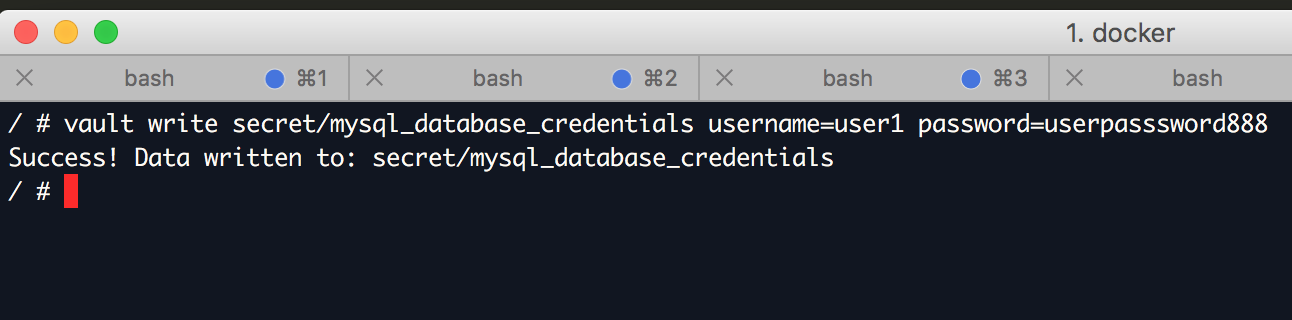 1. docker
bash ⌘1 bash ⌘2 bash ⌘3 bash
/ # vault write secret/mysql_database_credentials username=user1 password=userpasssword888
Success! Data written to: secret/mysql_database_credentials
/ #